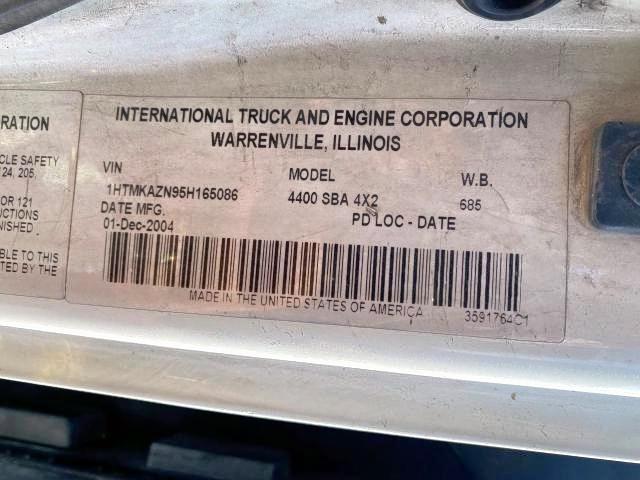 RATION
CLE SAFETY
24, 205,
OR 121
UCTIONS
NISHED.
ABLE TO THIS
TED BY THE
INTERNATIONAL TRUCK AND ENGINE CORPORATION
WARRENVILLE, ILLINOIS
VIN MODEL W.B.
1HTMKAZN95H165086 4400 SBA 4X2 685
DATE MFG. PD LOC - DATE
01-Dec-2004
MADE IN THE UNITED STATES OF AMERICA 3591764C1